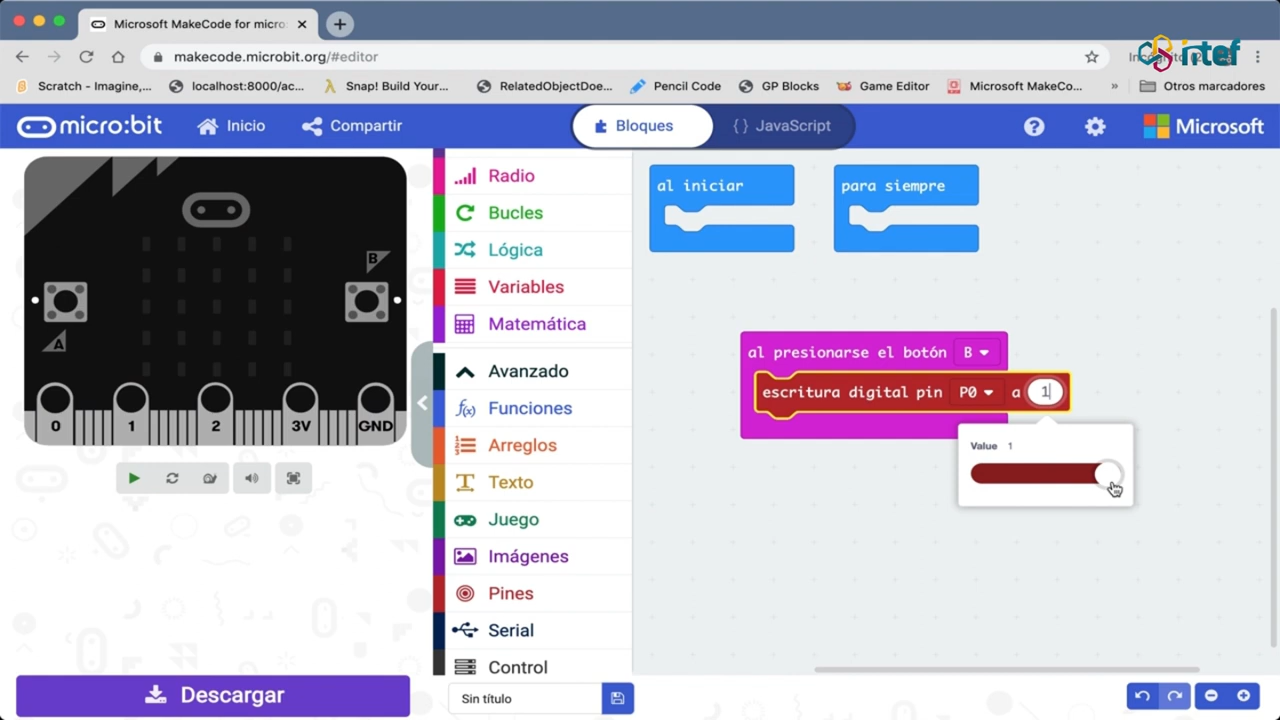 Microsoft MakeCode for micro:
intef
makecode.microbit.org/#editor
Scratch - Imagine,... localhost:8000/ac... Snap! Build Your... RelatedObjectDoe... Pencil Code GP Blocks Game Editor Microsoft MakeCo... » Otros marcadores
micro:bit Inicio Compartir Bloques {} JavaScript Microsoft
Radio
Bucles
Lógica
Variables
Matemática
Avanzado
Funciones
Arreglos
Texto
Juego
Imágenes
Pines
Serial
Control
al iniciar
para siempre
al presionarse el botón B
escritura digital pin P0 a 1
Value 1
B
A
0 1 2 3V GND
Descargar
Sin título